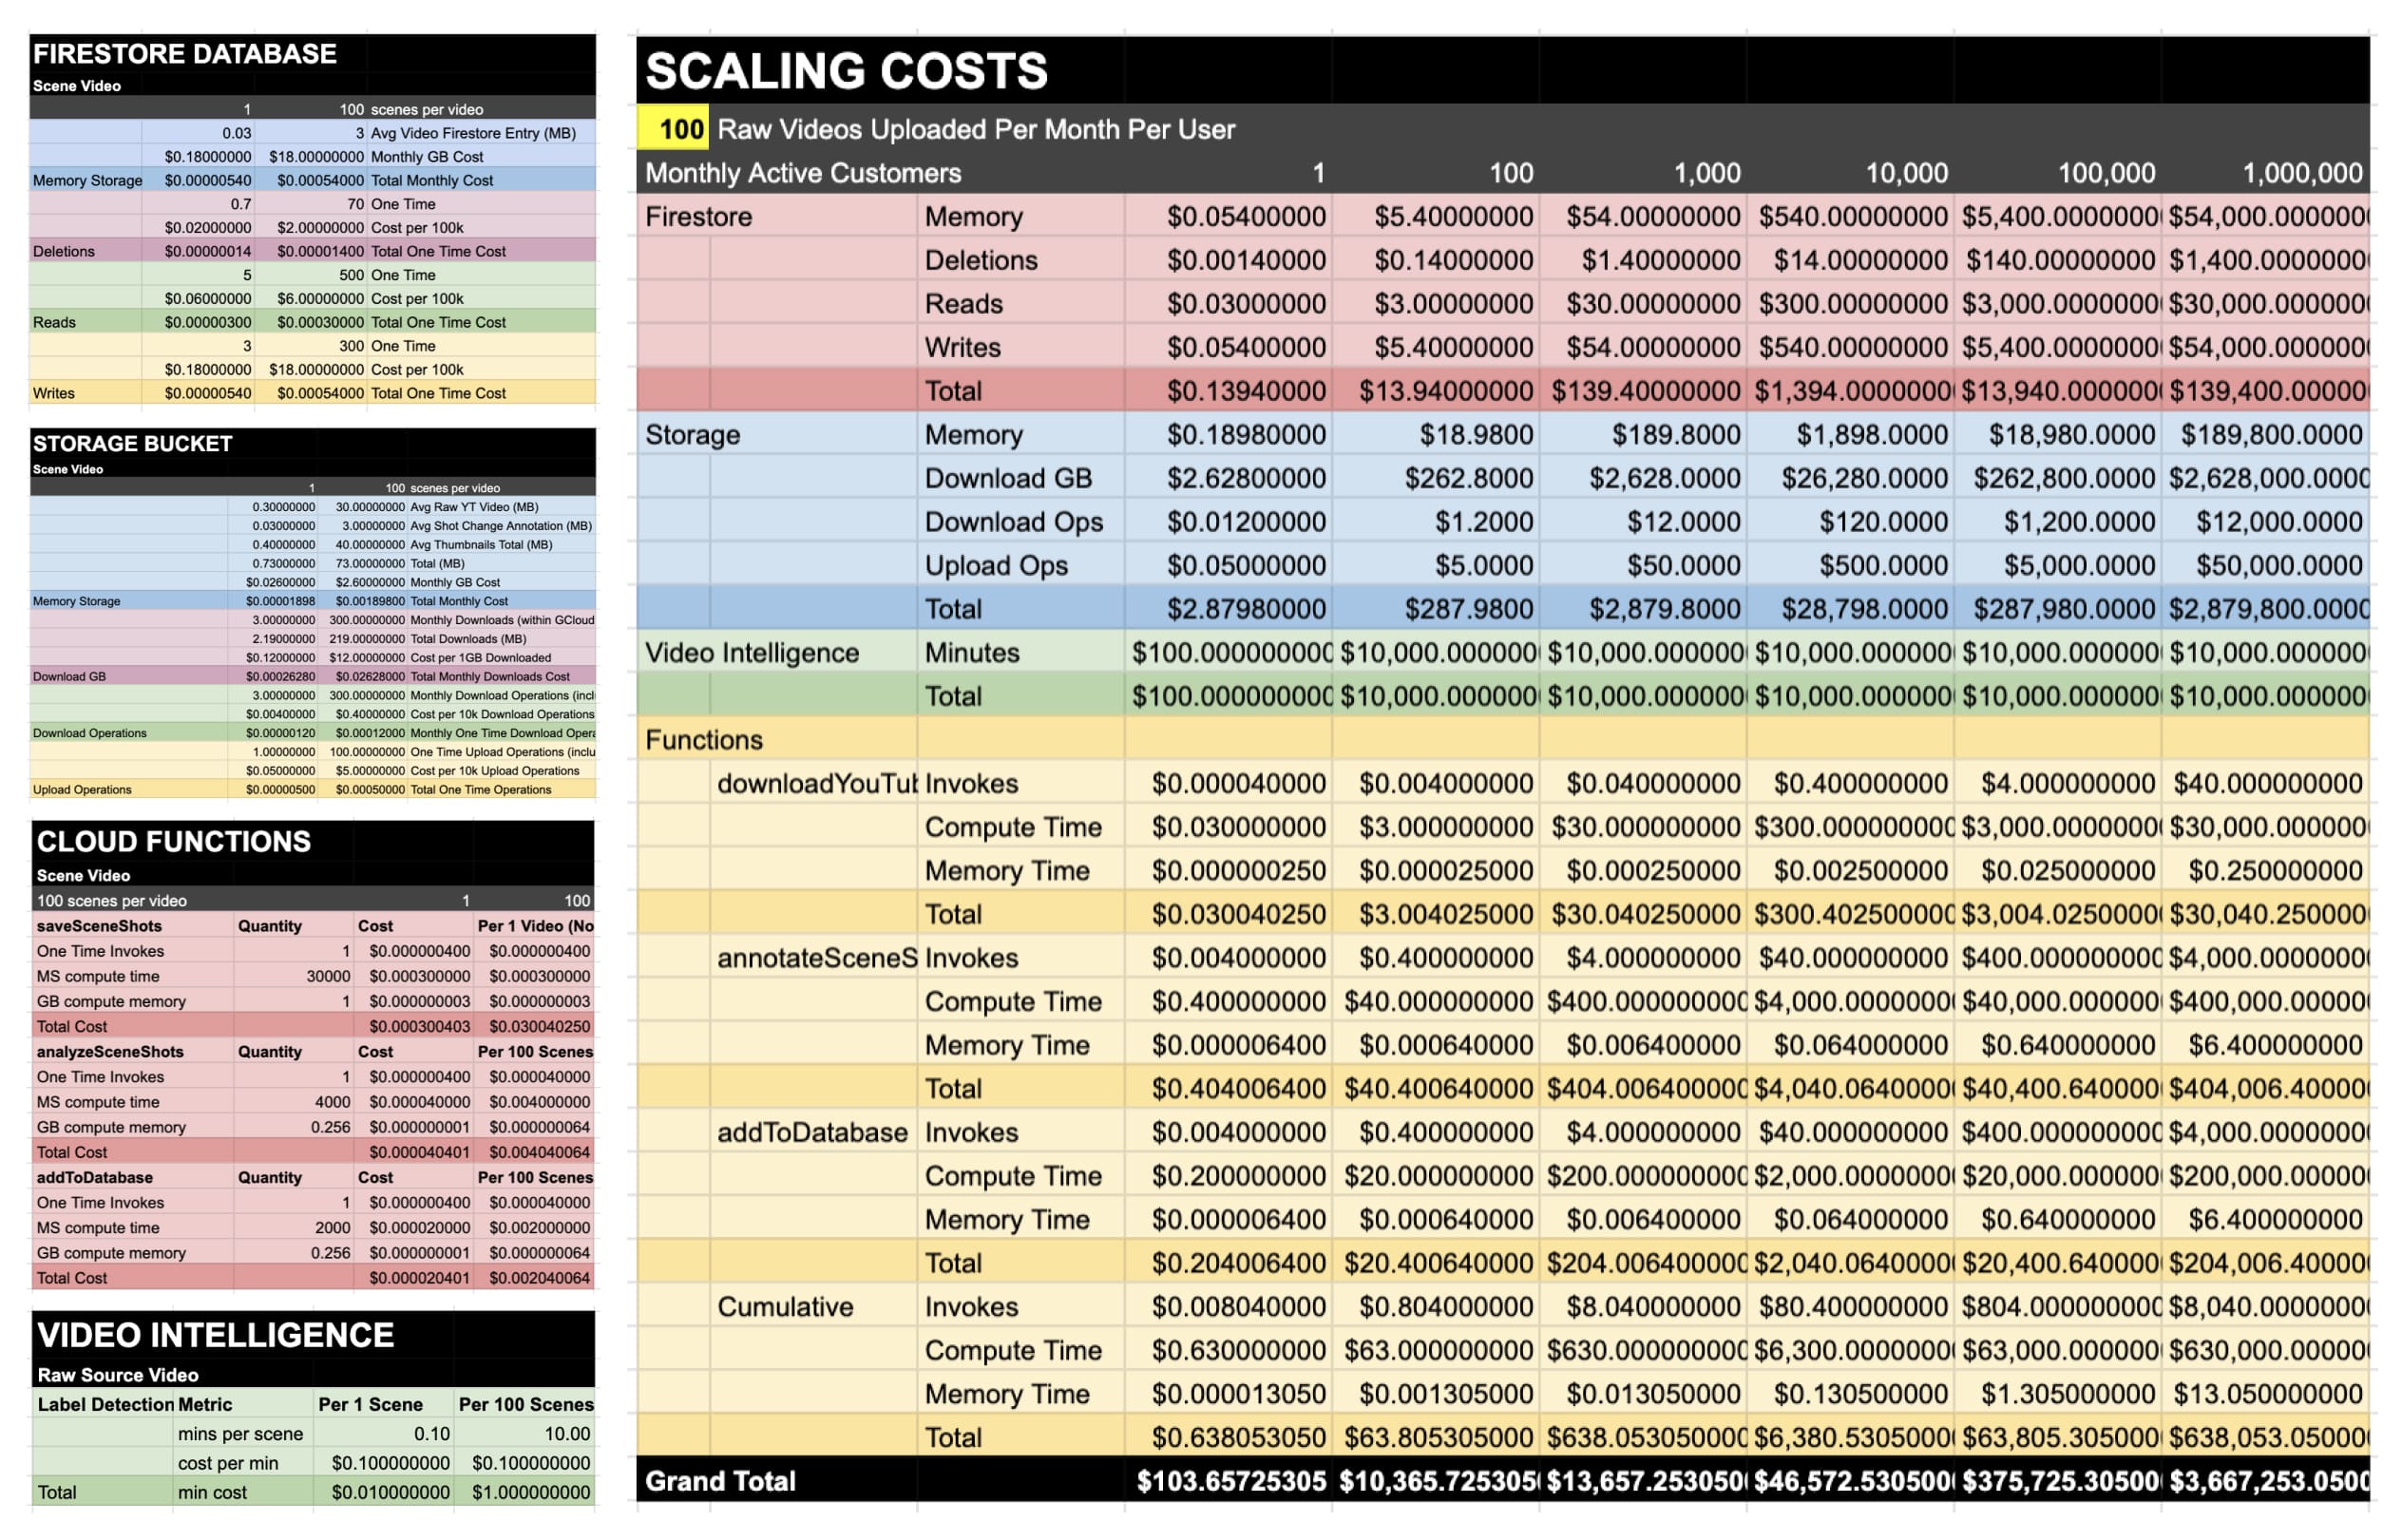 FIRESTORE DATABASE
Scene Video
1 100 scenes per video
0.03 3 Avg Video Firestore Entry (MB)
$0.18000000 $18.00000000 Monthly GB Cost
Memory Storage $0.00000540 $0.00054000 Total Monthly Cost
0.7 70 One Time
$0.02000000 $2.00000000 Cost per 100k
Deletions $0.00000014 $0.00001400 Total One Time Cost
5 500 One Time
$0.06000000 $6.00000000 Cost per 100k
Reads $0.00000300 $0.00030000 Total One Time Cost
3 300 One Time
$0.18000000 $18.00000000 Cost per 100k
Writes $0.00000540 $0.00054000 Total One Time Cost
STORAGE BUCKET
Scene Video
1 100 scenes per video
0.30000000 30.00000000 Avg Raw YT Video (MB)
0.03000000 3.00000000 Avg Shot Change Annotation (MB)
0.40000000 40.00000000 Avg Thumbnails Total (MB)
0.73000000 73.00000000 Total (MB)
$0.02600000 $2.60000000 Monthly GB Cost
Memory Storage $0.00001898 $0.00189800 Total Monthly Cost
3.00000000 300.00000000 Monthly Downloads (within GCloud
2.19000000 219.00000000 Total Downloads (MB)
$0.12000000 $12.00000000 Cost per 1GB Downloaded
Download GB $0.00026280 $0.02628000 Total Monthly Downloads Cost
3.00000000 300.00000000 Monthly Download Operations (incl
$0.00400000 $0.40000000 Cost per 10k Download Operations
Download Operations $0.00000120 $0.00012000 Monthly One Time Download Opera
1.00000000 100.00000000 One Time Upload Operations (inclu
$0.05000000 $5.00000000 Cost per 10k Upload Operations
Upload Operations $0.00000500 $0.00050000 Total One Time Operations
CLOUD FUNCTIONS
Scene Video
100 scenes per video 1 100
saveSceneShots Quantity Cost Per 1 Video (No
One Time Invokes 1 $0.000000400 $0.000000400
MS compute time 30000 $0.000300000 $0.000300000
GB compute memory 1 $0.000000003 $0.000000003
Total Cost $0.000300403 $0.030040250
analyzeSceneShots Quantity Cost Per 100 Scenes
One Time Invokes 1 $0.000000400 $0.000040000
MS compute time 4000 $0.000040000 $0.004000000
GB compute memory 0.256 $0.000000001 $0.000000064
Total Cost $0.000040401 $0.004040064
addToDatabase Quantity Cost Per 100 Scenes
One Time Invokes 1 $0.000000400 $0.000040000
MS compute time 2000 $0.000020000 $0.002000000
GB compute memory 0.256 $0.000000001 $0.000000064
Total Cost $0.000020401 $0.002040064
VIDEO INTELLIGENCE
Raw Source Video
Label Detection Metric Per 1 Scene Per 100 Scenes
mins per scene 0.10 10.00
cost per min $0.100000000 $0.100000000
Total min cost $0.010000000 $1.000000000
SCALING COSTS
100 Raw Videos Uploaded Per Month Per User
Monthly Active Customers 1 100 1,000 10,000 100,000 1,000,000
Firestore Memory $0.05400000 $5.40000000 $54.00000000 $540.00000000 $5,400.0000000 $54,000.000000
Deletions $0.00140000 $0.14000000 $1.40000000 $14.00000000 $140.00000000 $1,400.0000000
Reads $0.03000000 $3.00000000 $30.00000000 $300.00000000 $3,000.0000000 $30,000.000000
Writes $0.05400000 $5.40000000 $54.00000000 $540.00000000 $5,400.0000000 $54,000.000000
Total $0.13940000 $13.94000000 $139.40000000 $1,394.0000000 $13,940.000000 $139,400.00000
Storage Memory $0.18980000 $18.9800 $189.8000 $1,898.0000 $18,980.0000 $189,800.0000
Download GB $2.62800000 $262.8000 $2,628.0000 $26,280.0000 $262,800.0000 $2,628,000.0000
Download Ops $0.01200000 $1.2000 $12.0000 $120.0000 $1,200.0000 $12,000.0000
Upload Ops $0.05000000 $5.0000 $50.0000 $500.0000 $5,000.0000 $50,000.0000
Total $2.87980000 $287.9800 $2,879.8000 $28,798.0000 $287,980.0000 $2,879,800.0000
Video Intelligence Minutes $100.000000000 $10,000.000000 $10,000.000000 $10,000.000000 $10,000.000000 $10,000.000000
Total $100.000000000 $10,000.000000 $10,000.000000 $10,000.000000 $10,000.000000 $10,000.000000
Functions
downloadYouTub Invokes $0.000040000 $0.004000000 $0.040000000 $0.400000000 $4.000000000 $40.000000000
Compute Time $0.030000000 $3.000000000 $30.000000000 $300.000000000 $3,000.0000000 $30,000.000000
Memory Time $0.000000250 $0.000025000 $0.000250000 $0.002500000 $0.025000000 $0.250000000
Total $0.030040250 $3.004025000 $30.040250000 $300.402500000 $3,004.0250000 $30,040.250000
annotateSceneS Invokes $0.004000000 $0.400000000 $4.000000000 $40.000000000 $400.000000000 $4,000.0000000
Compute Time $0.400000000 $40.000000000 $400.000000000 $4,000.0000000 $40,000.000000 $400,000.00000
Memory Time $0.000006400 $0.000640000 $0.006400000 $0.064000000 $0.640000000 $6.400000000
Total $0.404006400 $40.400640000 $404.006400000 $4,040.0640000 $40,400.640000 $404,006.40000
addToDatabase Invokes $0.004000000 $0.400000000 $4.000000000 $40.000000000 $400.000000000 $4,000.0000000
Compute Time $0.200000000 $20.000000000 $200.000000000 $2,000.0000000 $20,000.000000 $200,000.00000
Memory Time $0.000006400 $0.000640000 $0.006400000 $0.064000000 $0.640000000 $6.400000000
Total $0.204006400 $20.400640000 $204.006400000 $2,040.0640000 $20,400.640000 $204,006.40000
Cumulative Invokes $0.008040000 $0.804000000 $8.040000000 $80.400000000 $804.000000000 $8,040.0000000
Compute Time $0.630000000 $63.000000000 $630.000000000 $6,300.0000000 $63,000.000000 $630,000.00000
Memory Time $0.000013050 $0.001305000 $0.013050000 $0.130500000 $1.305000000 $13.050000000
Total $0.638053050 $63.805305000 $638.053050000 $6,380.5305000 $63,805.305000 $638,053.05000
Grand Total $103.65725305 $10,365.725305 $13,657.253050 $46,572.5305000 $375,725.305000 $3,667,253.0500